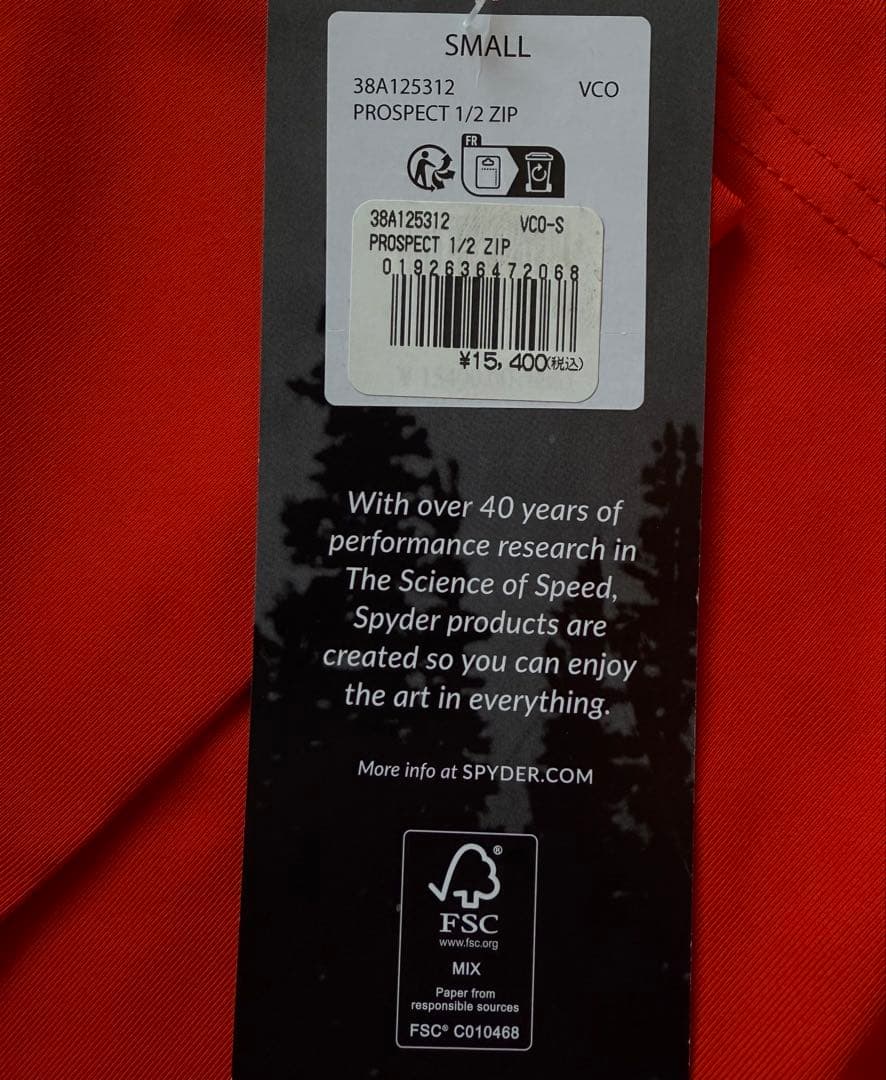 SMALL
38A125312 VCO
PROSPECT 1/2 ZIP
FR
38A125312 VCO-S
PROSPECT 1/2 ZIP
0192636472068
¥15,400(税込)
With over 40 years of
performance research in
The Science of Speed,
Spyder products are
created so you can enjoy
the art in everything.
More info at SPYDER.COM
®
FSC
www.fsc.org
MIX
Paper from
responsible sources
FSC® C010468